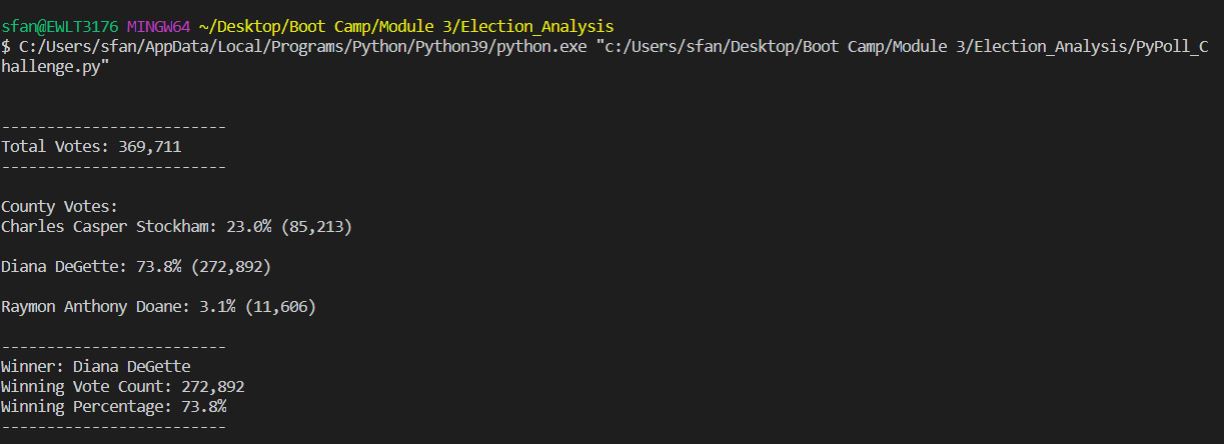 sfan@EWLT3176 MINGW64 ~/Desktop/Boot Camp/Module 3/Election_Analysis
$ C:/Users/sfan/AppData/Local/Programs/Python/Python39/python.exe "c:/Users/sfan/Desktop/Boot Camp/Module 3/Election_Analysis/PyPoll_C
hallenge.py"
-------------------------
Total Votes: 369,711
-------------------------
County Votes:
Charles Casper Stockham: 23.0% (85,213)
Diana DeGette: 73.8% (272,892)
Raymon Anthony Doane: 3.1% (11,606)
-------------------------
Winner: Diana DeGette
Winning Vote Count: 272,892
Winning Percentage: 73.8%
-------------------------